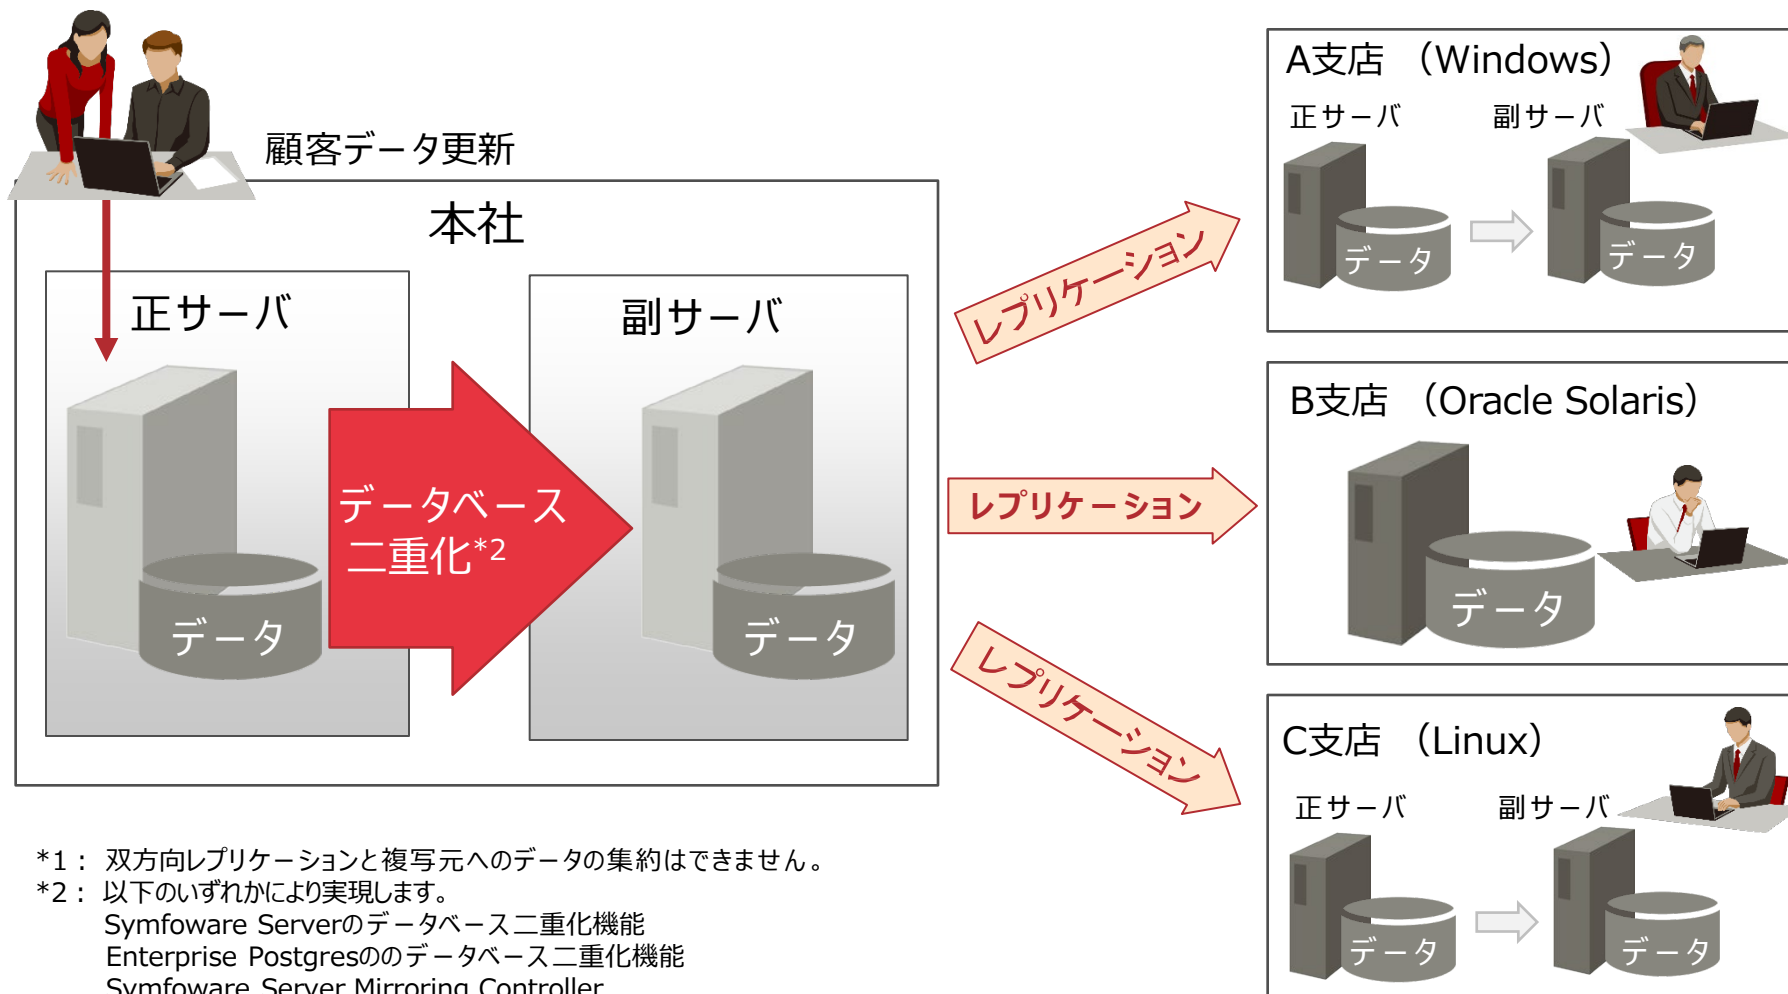 顧客データ更新
本社
正サーバ
データ
データベース
二重化*2
副サーバ
データ
レプリケーション
レプリケーション
レプリケーション
A支店 （Windows）
正サーバ
副サーバ
データ
データ
B支店 （Oracle Solaris）
データ
C支店 （Linux）
正サーバ
副サーバ
データ
データ
*1： 双方向レプリケーションと複写元へのデータの集約はできません。
*2： 以下のいずれかにより実現します。
Symfoware Serverのデータベース二重化機能
Enterprise Postgresののデータベース二重化機能
Symfoware Server Mirroring Controller